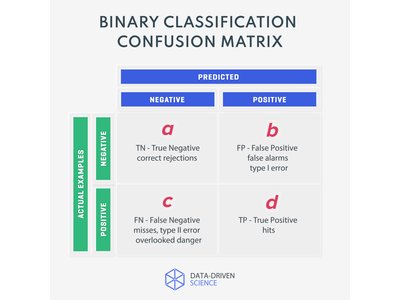 BINARY CLASSIFICATION
CONFUSION MATRIX
PREDICTED
NEGATIVE
POSITIVE
ACTUAL EXAMPLES
NEGATIVE
a
TN - True Negative
correct rejections
b
FP - False Positive
false alarms
type I error
POSITIVE
c
FN - False Negative
misses, type II error
overlooked danger
d
TP - True Positive
hits
DATA-DRIVEN
SCIENCE